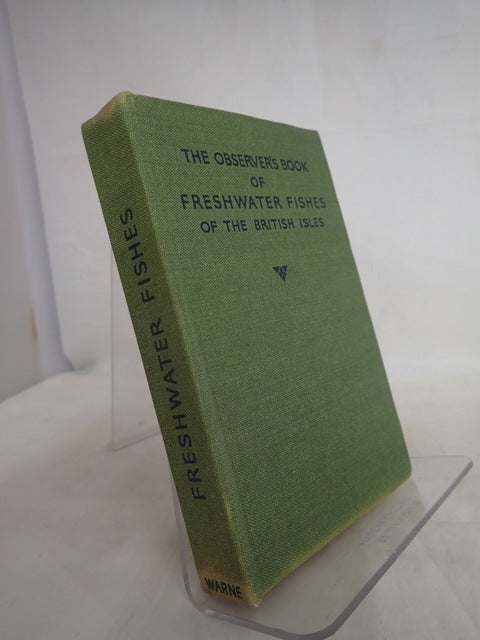 THE OBSERVER'S BOOK
OF
FRESHWATER FISHES
OF THE BRITISH ISLES
FRESHWATER FISHES
WARNE